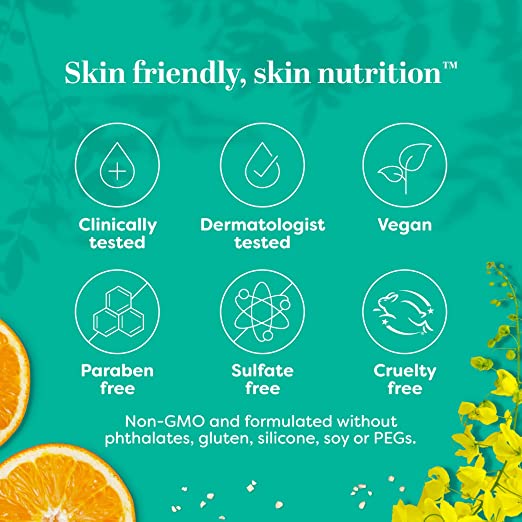 Skin friendly, skin nutrition™
Clinically
tested
Dermatologist
tested
Vegan
Paraben
free
Sulfate
free
Cruelty
free
Non-GMO and formulated without
phthalates, gluten, silicone, soy or PEGs.